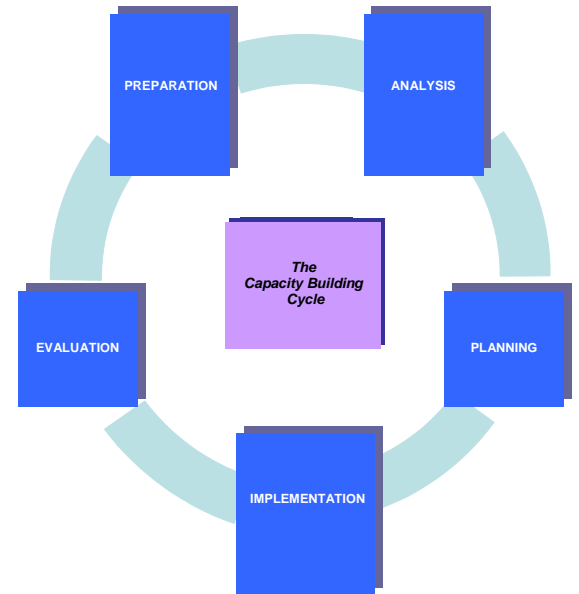 PREPARATION
ANALYSIS
The
Capacity Building
Cycle
EVALUATION
PLANNING
IMPLEMENTATION